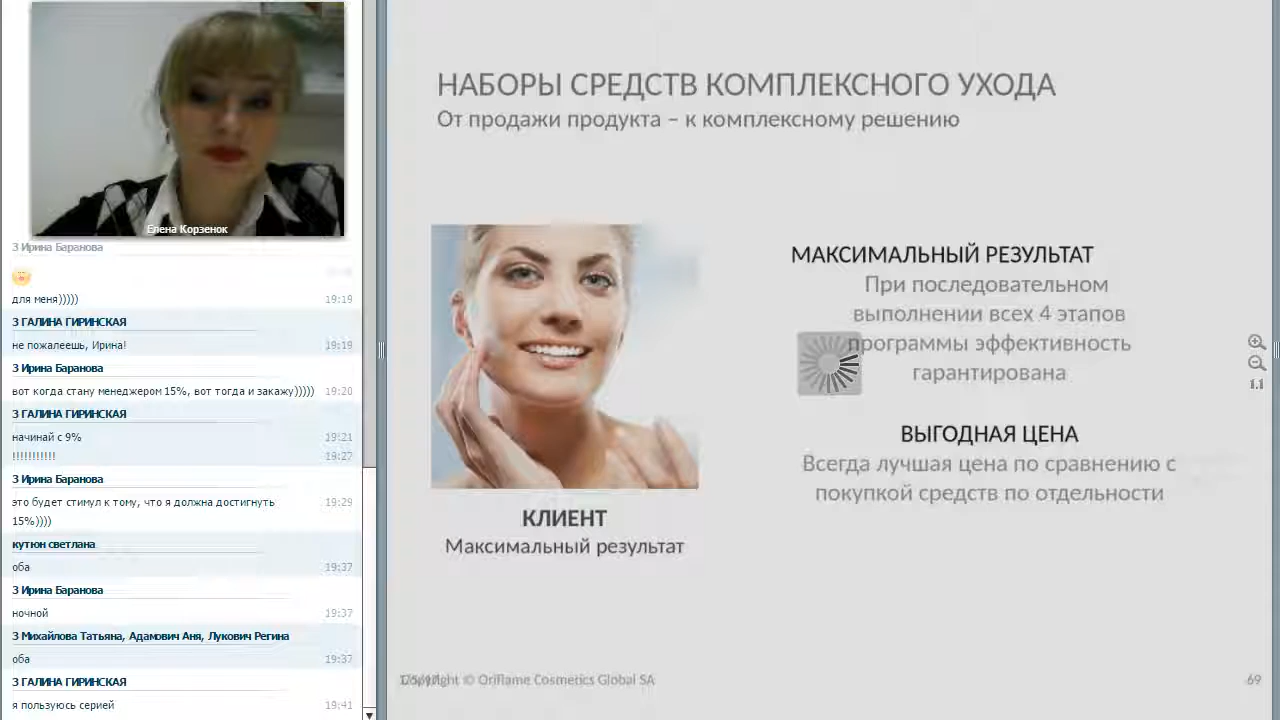 Елена Корзенок
3 Ирина Баранова
для меня))))) 19:19
3 ГАЛИНА ГИРИНСКАЯ
не пожалеешь, Ирина! 19:19
3 Ирина Баранова
вот когда стану менеджером 15%, вот тогда и закажу))))) 19:20
3 ГАЛИНА ГИРИНСКАЯ
начинай с 9% 19:21
!!!!!!!!!!! 19:27
3 Ирина Баранова
это будет стимул к тому, что я должна достигнуть 19:29
15%))))
кутюн светлана
оба 19:37
3 Ирина Баранова
ночной 19:37
3 Михайлова Татьяна, Адамович Аня, Лукович Регина
оба 19:37
3 ГАЛИНА ГИРИНСКАЯ
я пользуюсь серией 19:41
НАБОРЫ СРЕДСТВ КОМПЛЕКСНОГО УХОДА
От продажи продукта – к комплексному решению
КЛИЕНТ
Максимальный результат
МАКСИМАЛЬНЫЙ РЕЗУЛЬТАТ
При последовательном
выполнении всех 4 этапов
программы эффективность
гарантирована
ВЫГОДНАЯ ЦЕНА
Всегда лучшая цена по сравнению с
покупкой средств по отдельности
Copyright © Oriflame Cosmetics Global SA
69
1:1